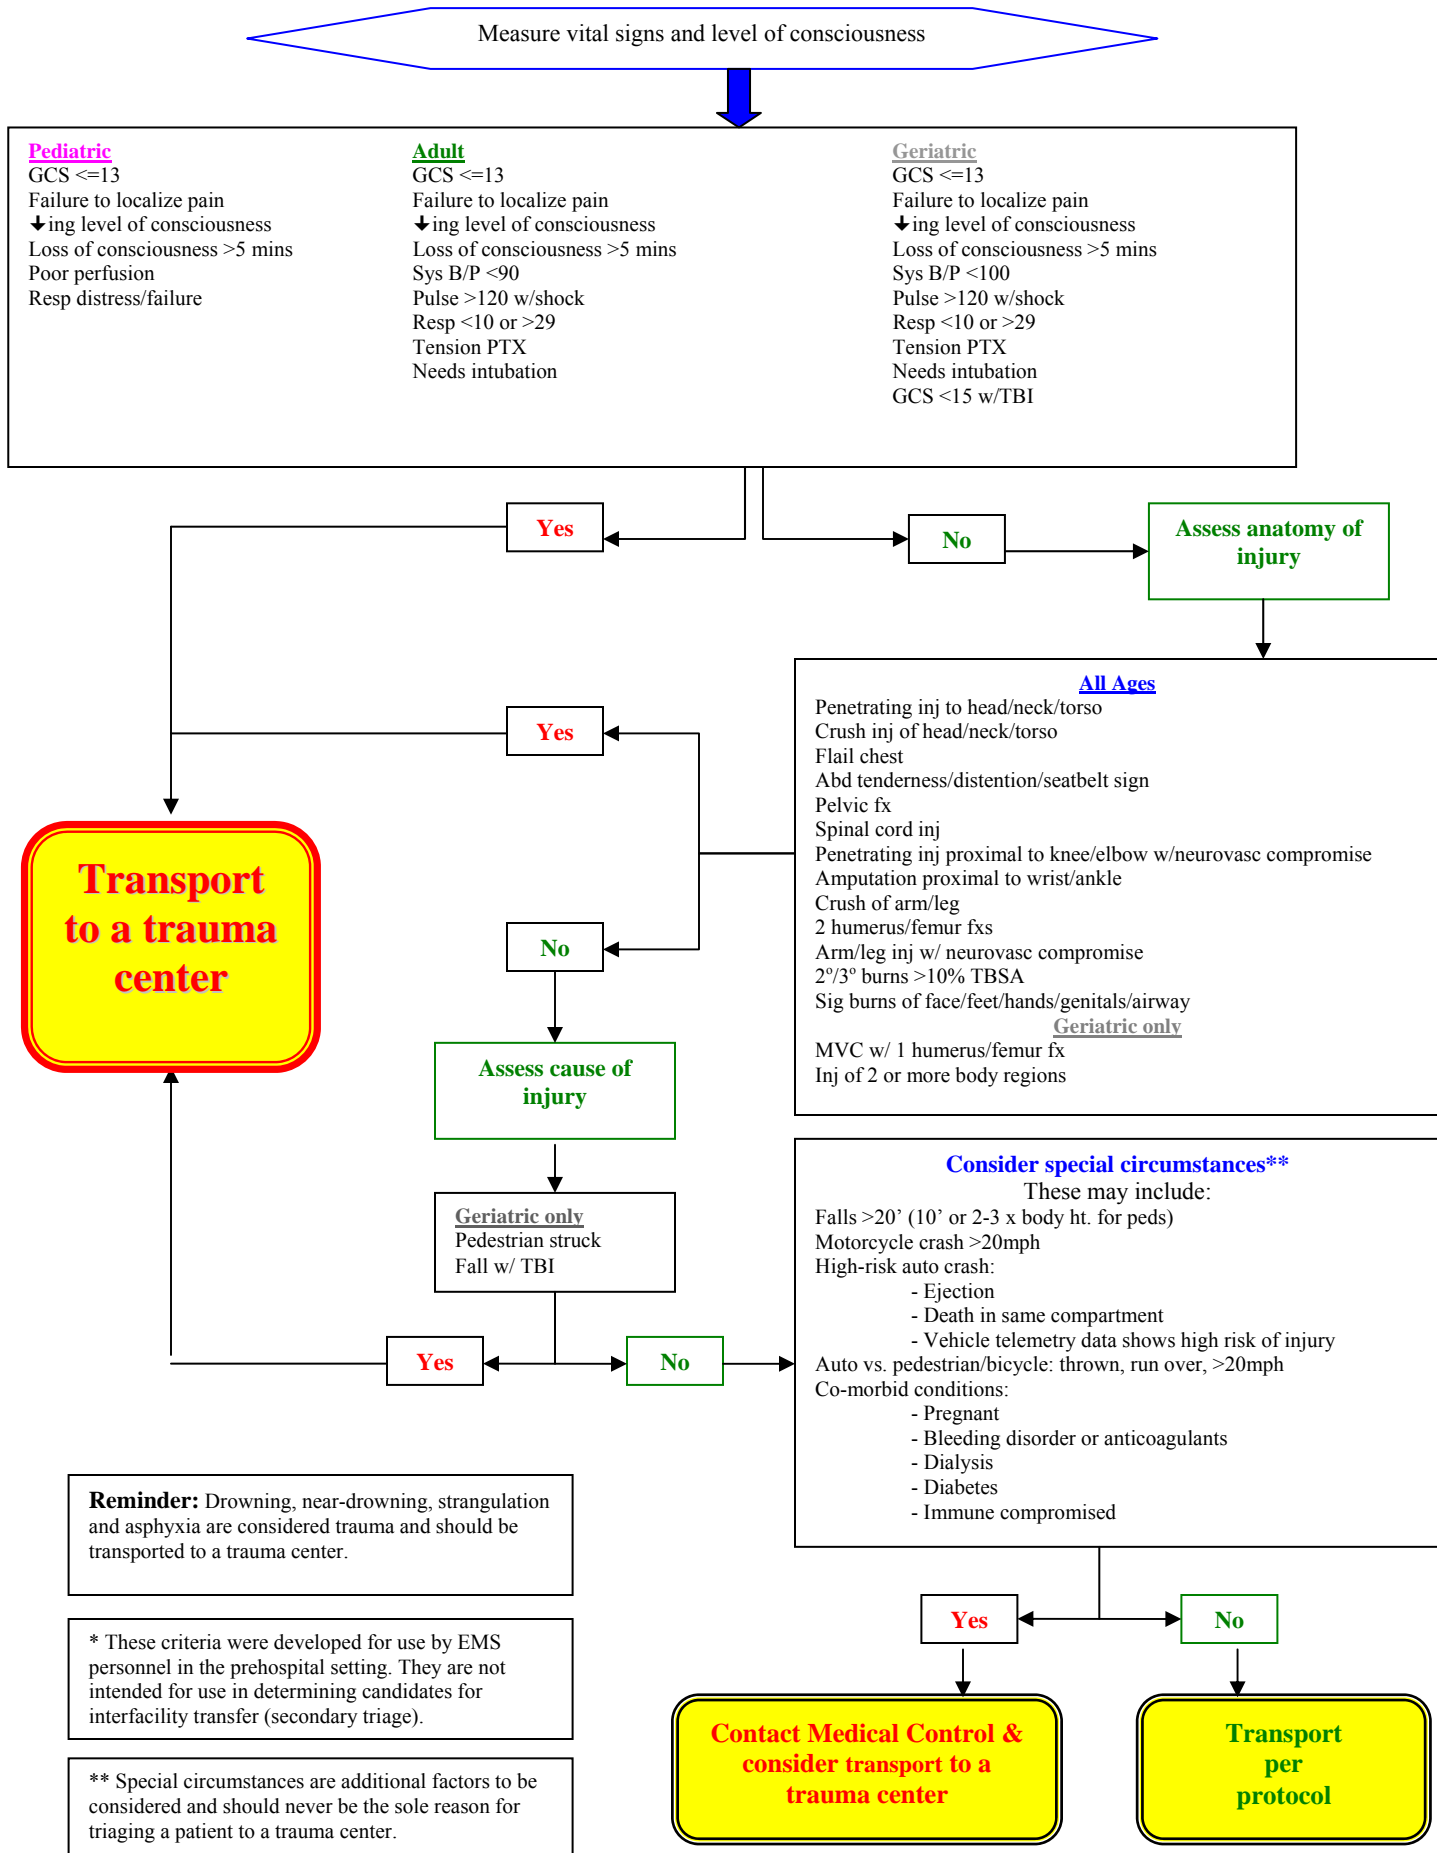 Measure vital signs and level of consciousness
Pediatric
GCS <=13
Failure to localize pain
↓ing level of consciousness
Loss of consciousness >5 mins
Poor perfusion
Resp distress/failure
Adult
GCS <=13
Failure to localize pain
↓ing level of consciousness
Loss of consciousness >5 mins
Sys B/P <90
Pulse >120 w/shock
Resp <10 or >29
Tension PTX
Needs intubation
Geriatric
GCS <=13
Failure to localize pain
↓ing level of consciousness
Loss of consciousness >5 mins
Sys B/P <100
Pulse >120 w/shock
Resp <10 or >29
Tension PTX
Needs intubation
GCS <15 w/TBI
Yes
No
Assess anatomy of
injury
All Ages
Penetrating inj to head/neck/torso
Crush inj of head/neck/torso
Flail chest
Abd tenderness/distention/seatbelt sign
Pelvic fx
Spinal cord inj
Penetrating inj proximal to knee/elbow w/neurovasc compromise
Amputation proximal to wrist/ankle
Crush of arm/leg
2 humerus/femur fxs
Arm/leg inj w/ neurovasc compromise
2º/3º burns >10% TBSA
Sig burns of face/feet/hands/genitals/airway
Geriatric only
MVC w/ 1 humerus/femur fx
Inj of 2 or more body regions
Yes
Transport
to a trauma
center
No
Assess cause of
injury
Geriatric only
Pedestrian struck
Fall w/ TBI
Yes
No
Consider special circumstances**
These may include:
Falls >20’ (10’ or 2-3 x body ht. for peds)
Motorcycle crash >20mph
High-risk auto crash:
- Ejection
- Death in same compartment
- Vehicle telemetry data shows high risk of injury
Auto vs. pedestrian/bicycle: thrown, run over, >20mph
Co-morbid conditions:
- Pregnant
- Bleeding disorder or anticoagulants
- Dialysis
- Diabetes
- Immune compromised
Yes
No
Contact Medical Control &
consider transport to a
trauma center
Transport
per
protocol
Reminder: Drowning, near-drowning, strangulation
and asphyxia are considered trauma and should be
transported to a trauma center.
* These criteria were developed for use by EMS
personnel in the prehospital setting. They are not
intended for use in determining candidates for
interfacility transfer (secondary triage).
** Special circumstances are additional factors to be
considered and should never be the sole reason for
triaging a patient to a trauma center.